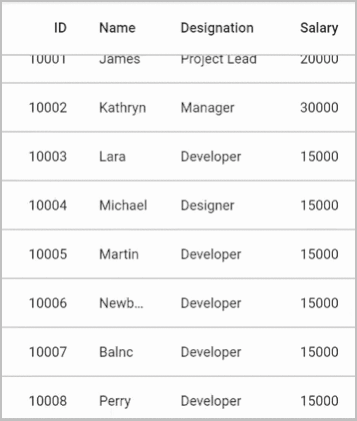 ID Name Designation Salary
10001 James Project Lead 20000
10002 Kathryn Manager 30000
10003 Lara Developer 15000
10004 Michael Designer 15000
10005 Martin Developer 15000
10006 Newb... Developer 15000
10007 Balnc Developer 15000
10008 Perry Developer 15000